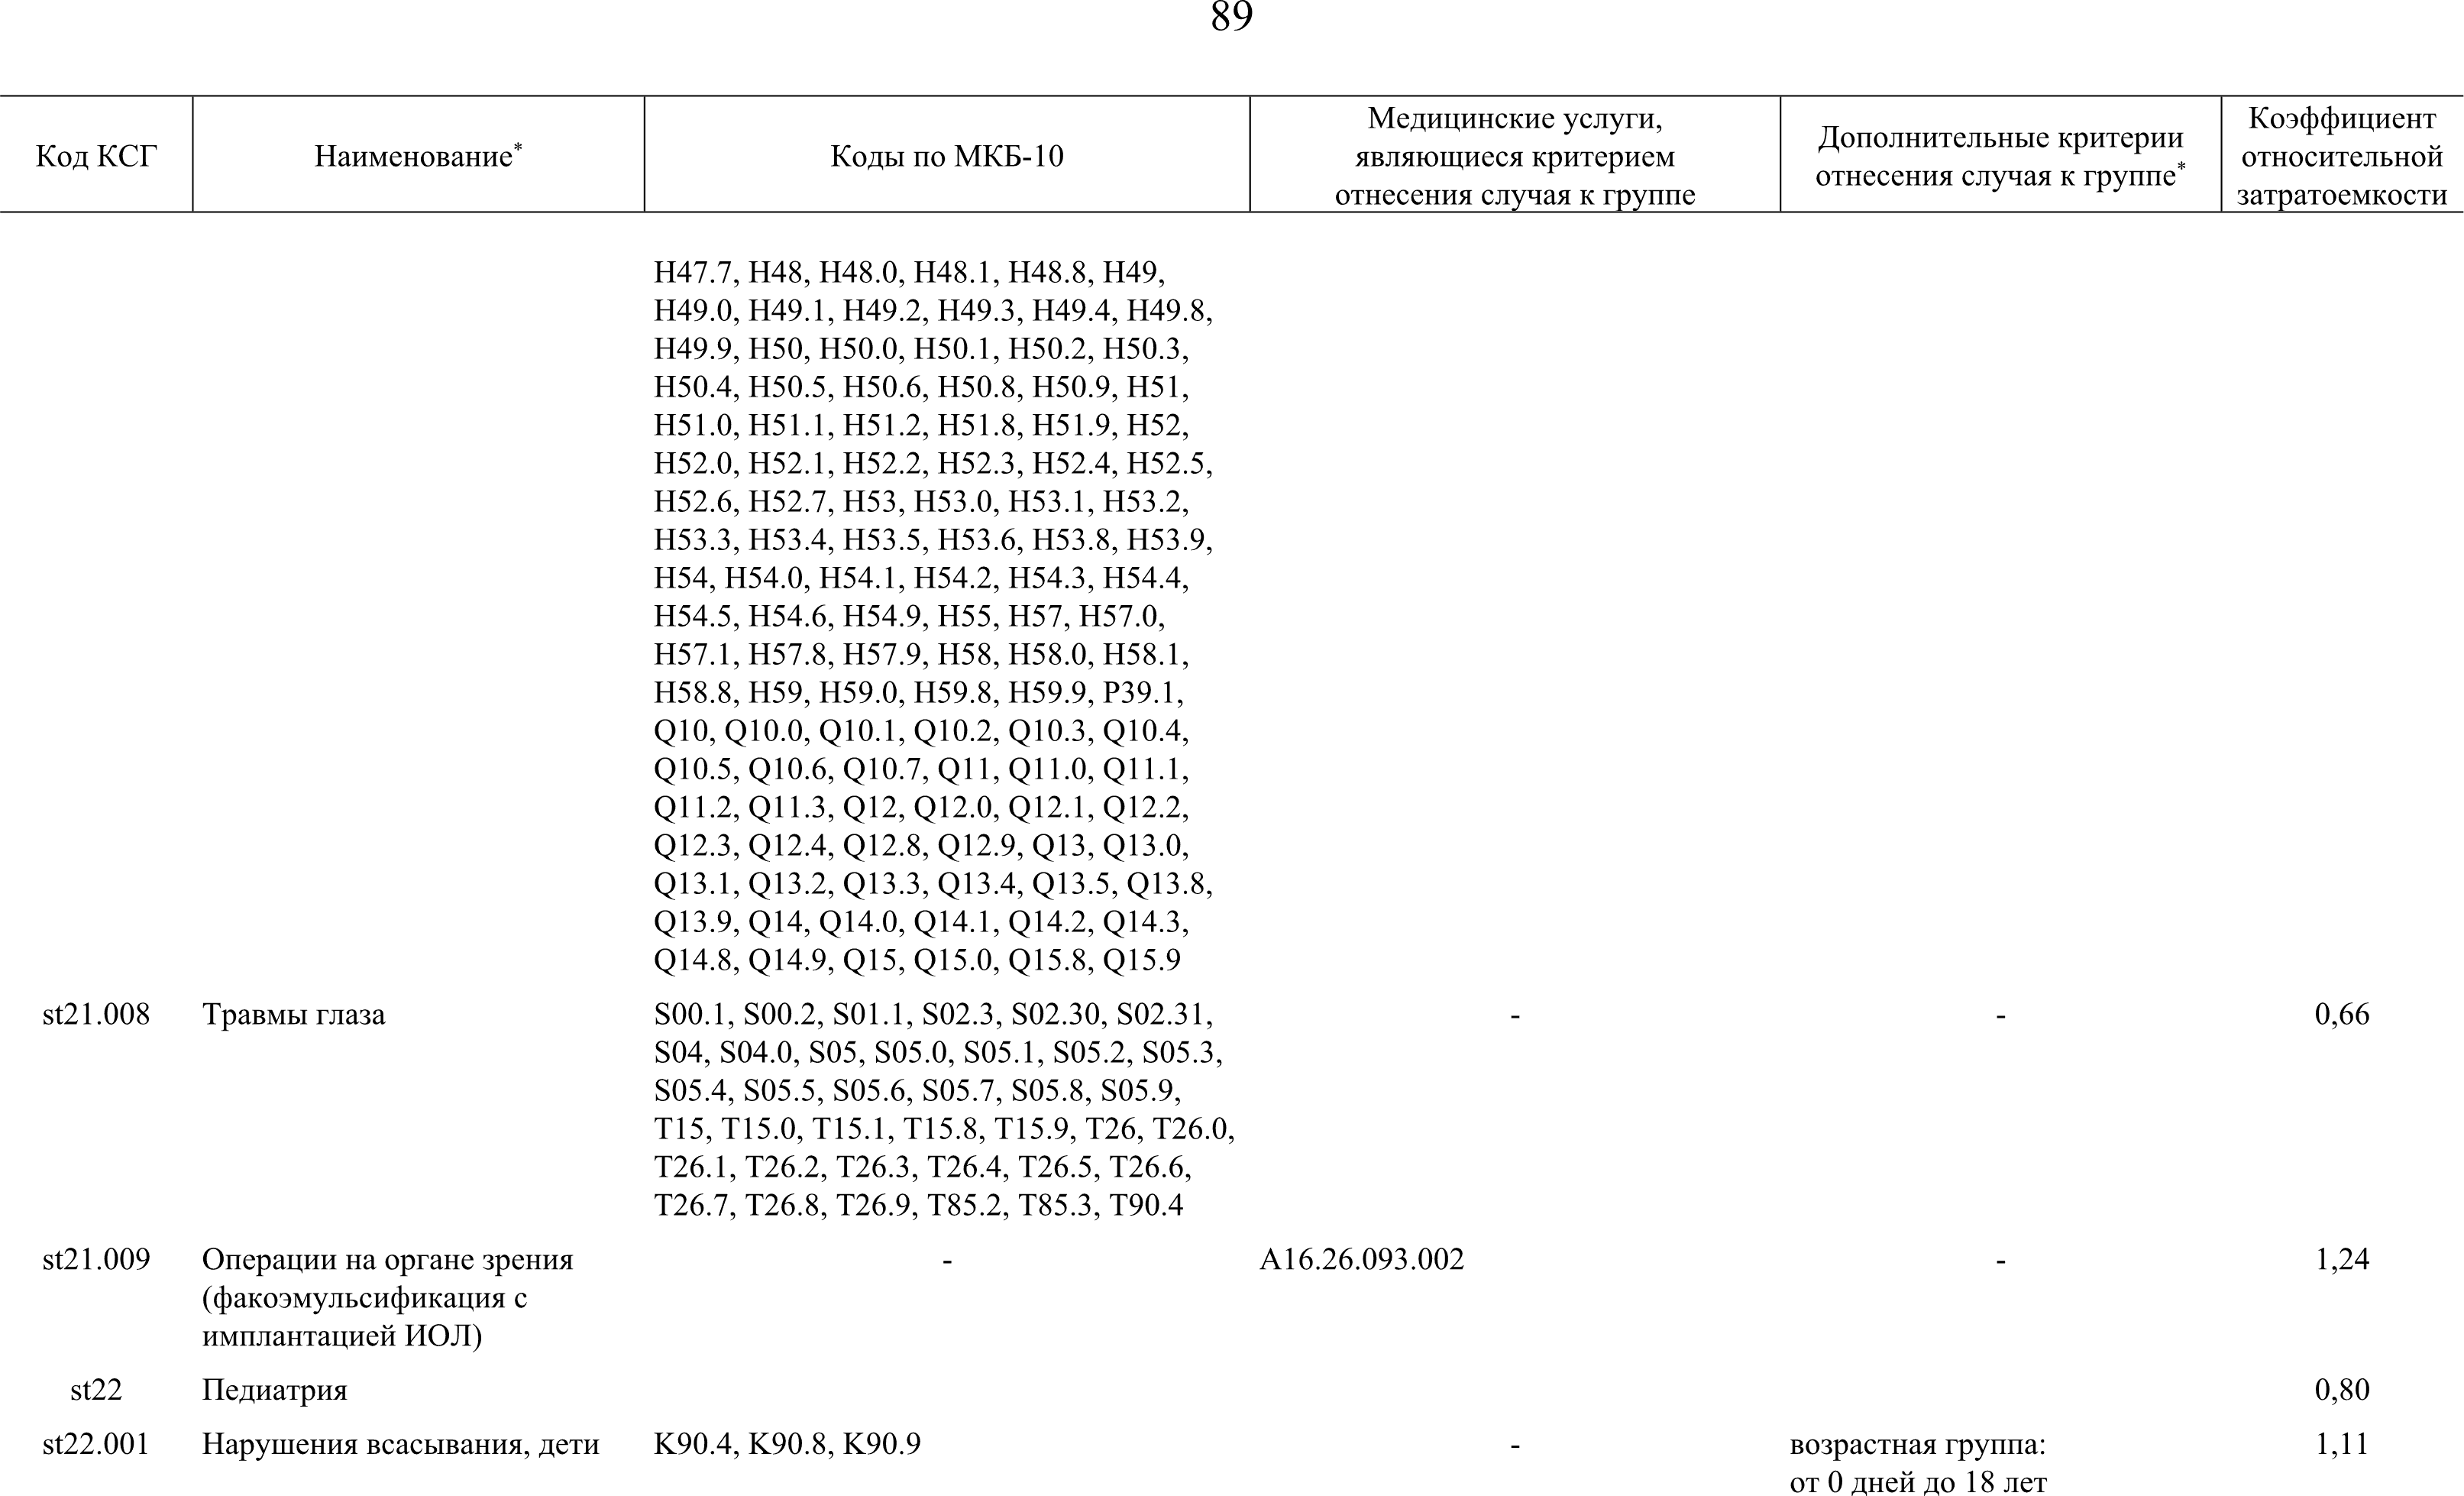 89
Код КСГ
Наименование*
Коды по МКБ-10
Медицинские услуги,
являющиеся критерием
отнесения случая к группе
Дополнительные критерии
отнесения случая к группе*
Коэффициент
относительной
затратоемкости
H47.7, H48, H48.0, H48.1, H48.8, H49,
H49.0, H49.1, H49.2, H49.3, H49.4, H49.8,
H49.9, H50, H50.0, H50.1, H50.2, H50.3,
H50.4, H50.5, H50.6, H50.8, H50.9, H51,
H51.0, H51.1, H51.2, H51.8, H51.9, H52,
H52.0, H52.1, H52.2, H52.3, H52.4, H52.5,
H52.6, H52.7, H53, H53.0, H53.1, H53.2,
H53.3, H53.4, H53.5, H53.6, H53.8, H53.9,
H54, H54.0, H54.1, H54.2, H54.3, H54.4,
H54.5, H54.6, H54.9, H55, H57, H57.0,
H57.1, H57.8, H57.9, H58, H58.0, H58.1,
H58.8, H59, H59.0, H59.8, H59.9, P39.1,
Q10, Q10.0, Q10.1, Q10.2, Q10.3, Q10.4,
Q10.5, Q10.6, Q10.7, Q11, Q11.0, Q11.1,
Q11.2, Q11.3, Q12, Q12.0, Q12.1, Q12.2,
Q12.3, Q12.4, Q12.8, Q12.9, Q13, Q13.0,
Q13.1, Q13.2, Q13.3, Q13.4, Q13.5, Q13.8,
Q13.9, Q14, Q14.0, Q14.1, Q14.2, Q14.3,
Q14.8, Q14.9, Q15, Q15.0, Q15.8, Q15.9
st21.008
Травмы глаза
S00.1, S00.2, S01.1, S02.3, S02.30, S02.31,
S04, S04.0, S05, S05.0, S05.1, S05.2, S05.3,
S05.4, S05.5, S05.6, S05.7, S05.8, S05.9,
T15, T15.0, T15.1, T15.8, T15.9, T26, T26.0,
T26.1, T26.2, T26.3, T26.4, T26.5, T26.6,
T26.7, T26.8, T26.9, T85.2, T85.3, T90.4
-
-
0,66
st21.009
Операции на органе зрения
(факоэмульсификация с
имплантацией ИОЛ)
-
A16.26.093.002
-
1,24
st22
Педиатрия
0,80
st22.001
Нарушения всасывания, дети
K90.4, K90.8, K90.9
-
возрастная группа:
от 0 дней до 18 лет
1,11